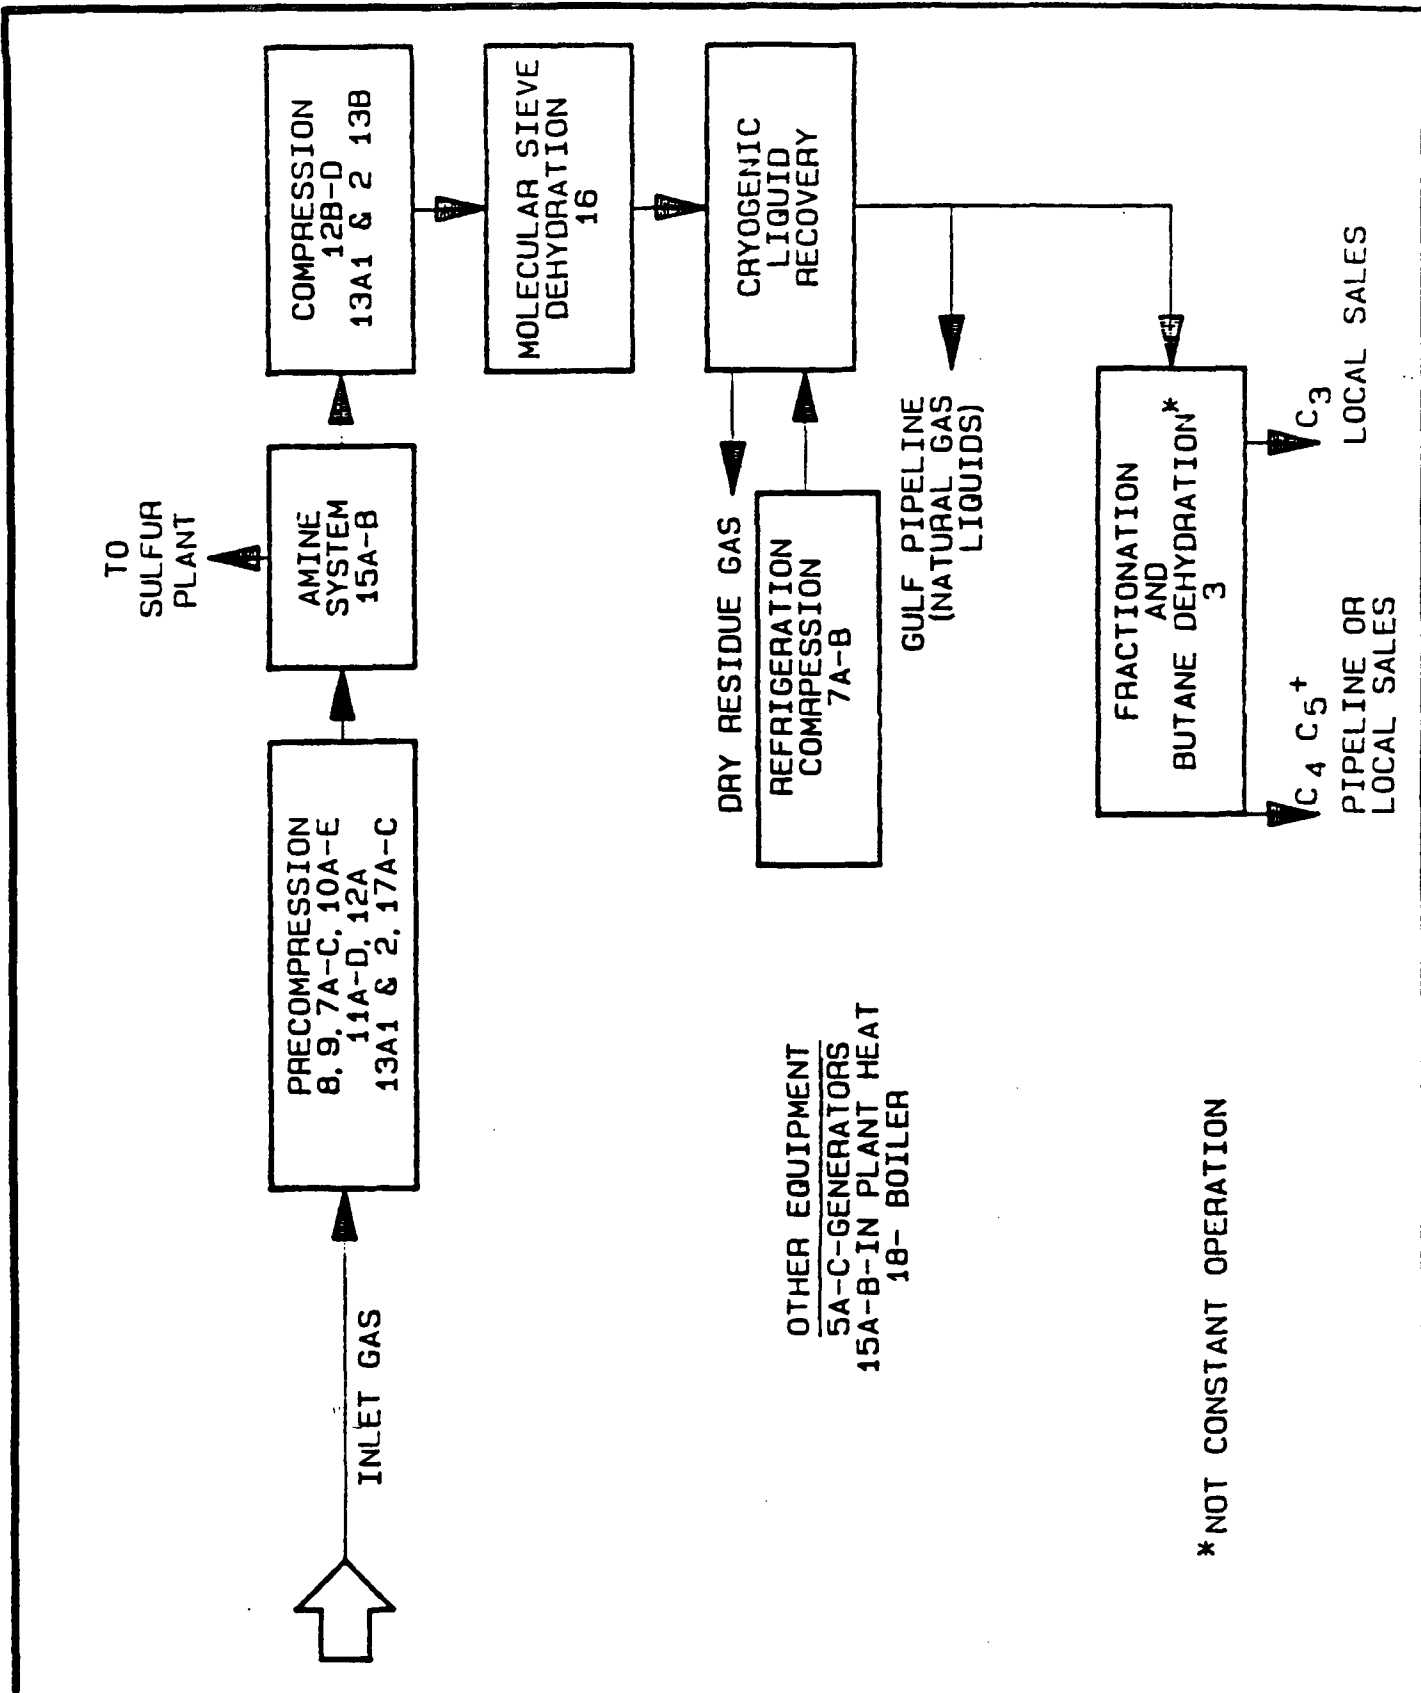 INLET GAS
PRECOMPRESSION
8, 9, 7A-C, 10A-E
11A-D, 12A
13A1 & 2, 17A-C
TO
SULFUR
PLANT
AMINE
SYSTEM
15A-B
COMPRESSION
12B-D
13A1 & 2 13B
MOLECULAR SIEVE
DEHYDRATION
16
CRYOGENIC
LIQUID
RECOVERY
DRY RESIDUE GAS
REFRIGERATION
COMRPESSION
7A-B
GULF PIPELINE
(NATURAL GAS
LIQUIDS)
FRACTIONATION
AND
BUTANE DEHYDRATION*
3
C4 C5+
PIPELINE OR
LOCAL SALES
C3
LOCAL SALES
OTHER EQUIPMENT
5A-C-GENERATORS
15A-B-IN PLANT HEAT
18- BOILER
*NOT CONSTANT OPERATION